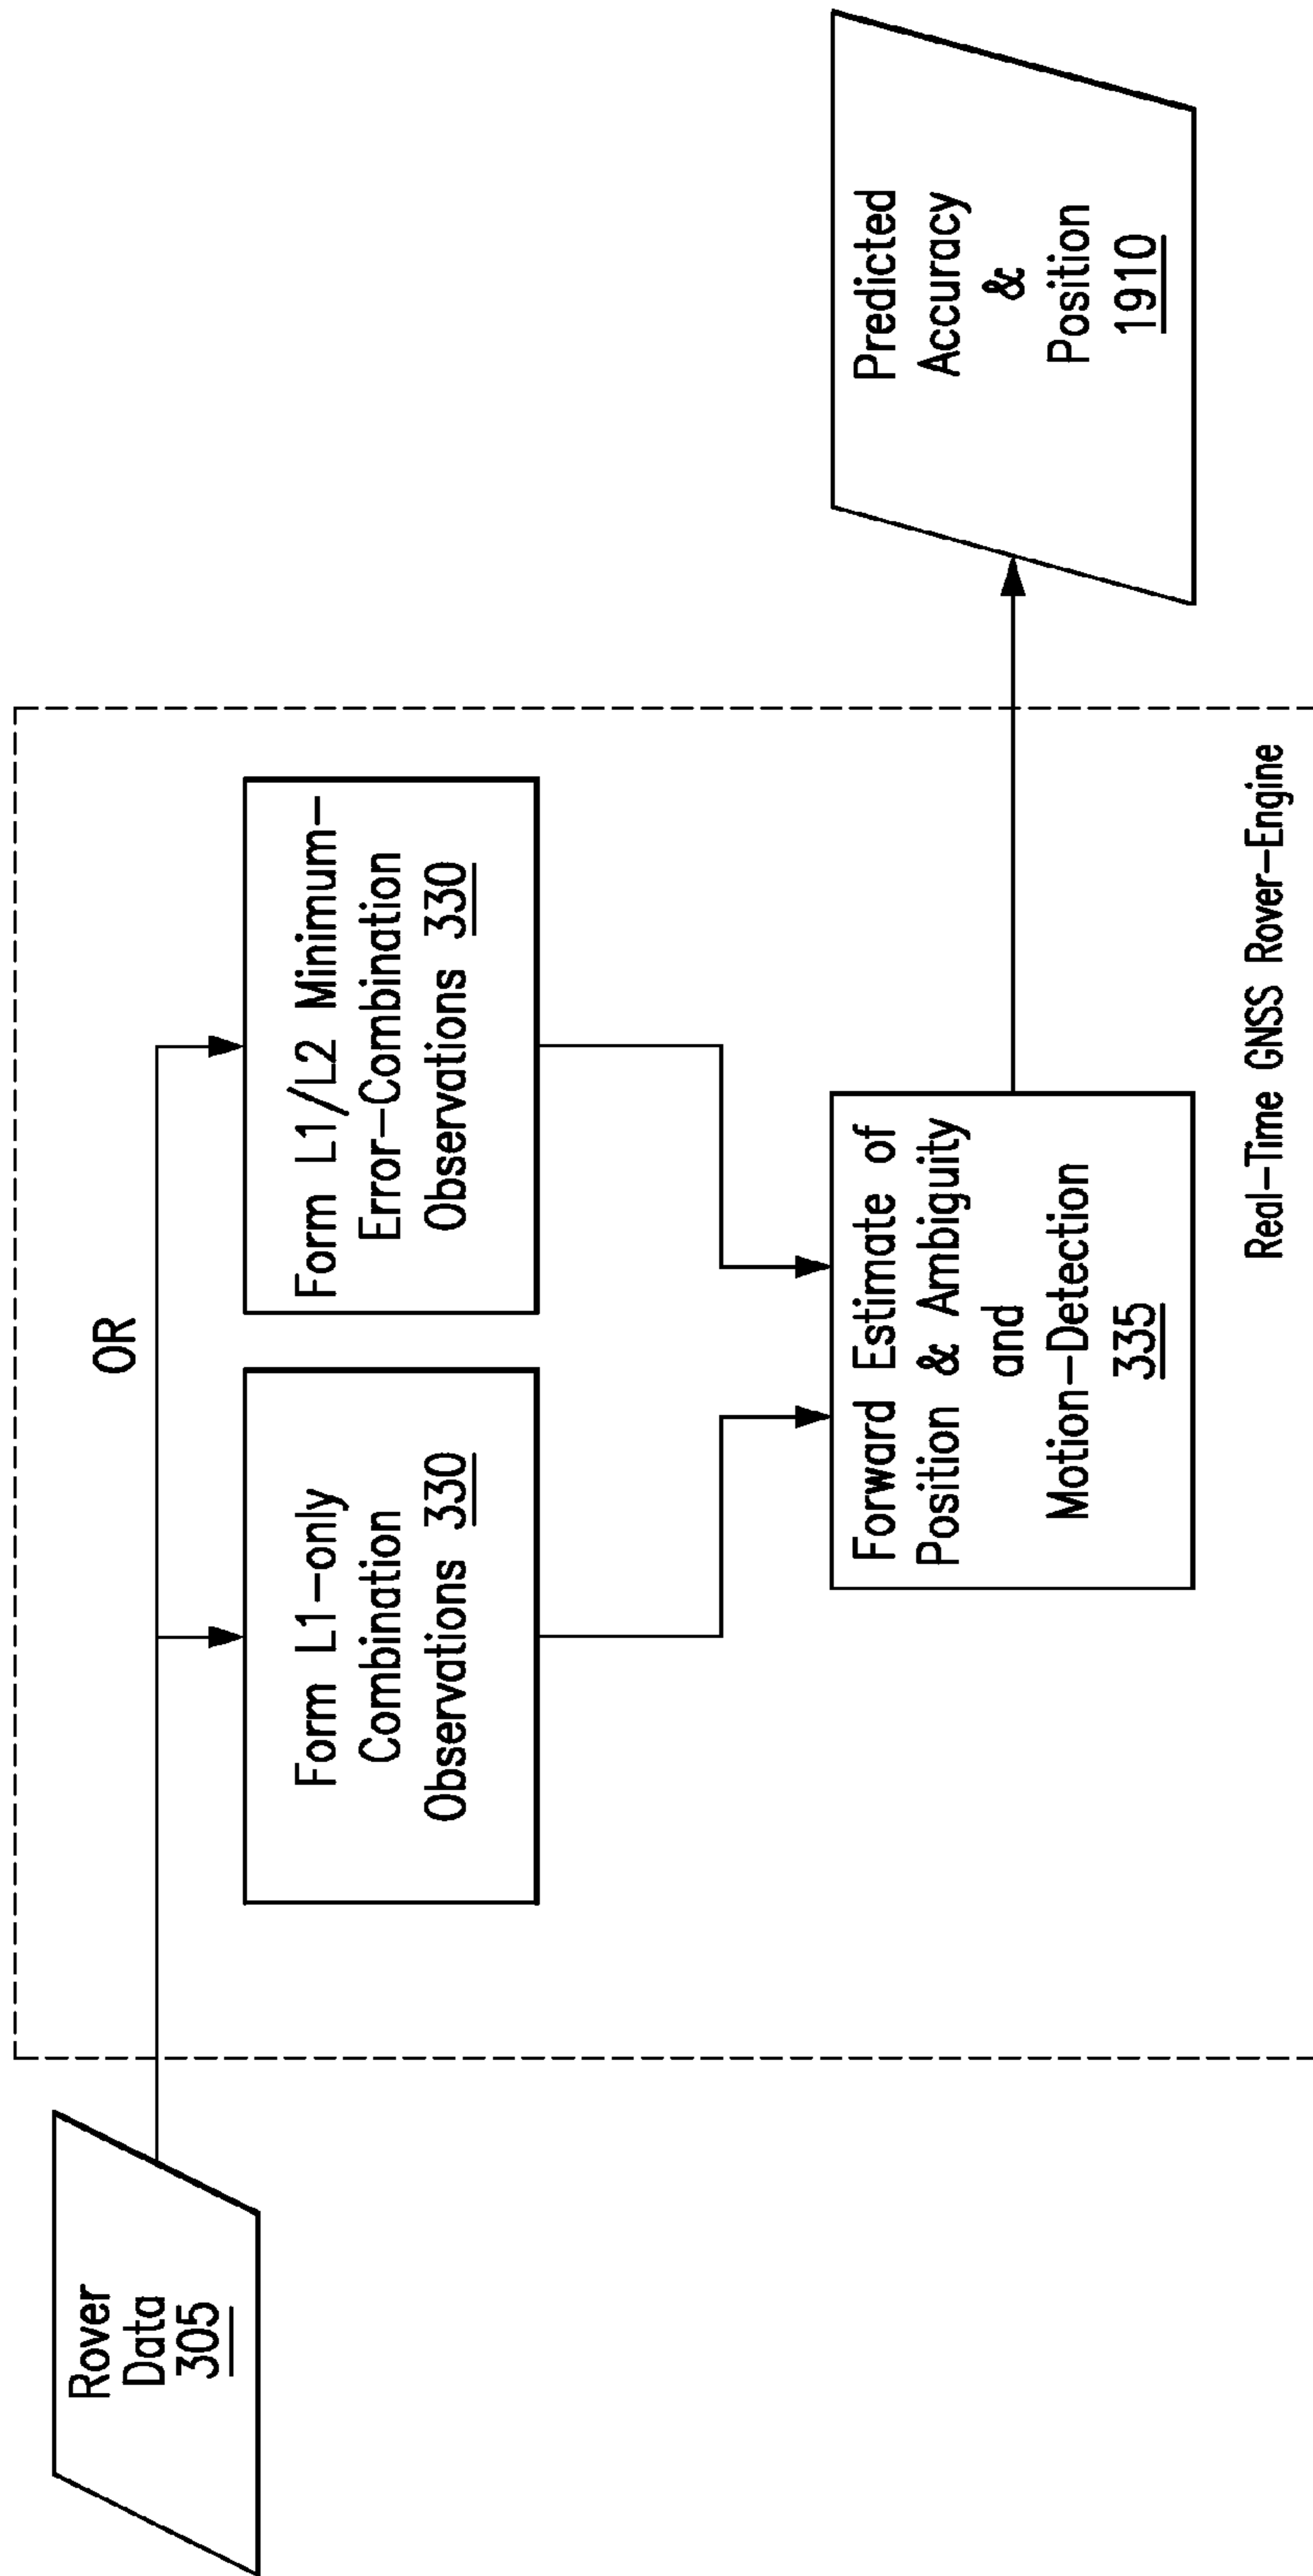 Rover
Data
305
OR
Form L1-only
Combination
Observations 330
Form L1/L2 Minimum-
Error-Combination
Observations 330
Forward Estimate of
Position & Ambiguity
and
Motion-Detection
335
Real-Time GNSS Rover-Engine
Predicted
Accuracy
&
Position
1910